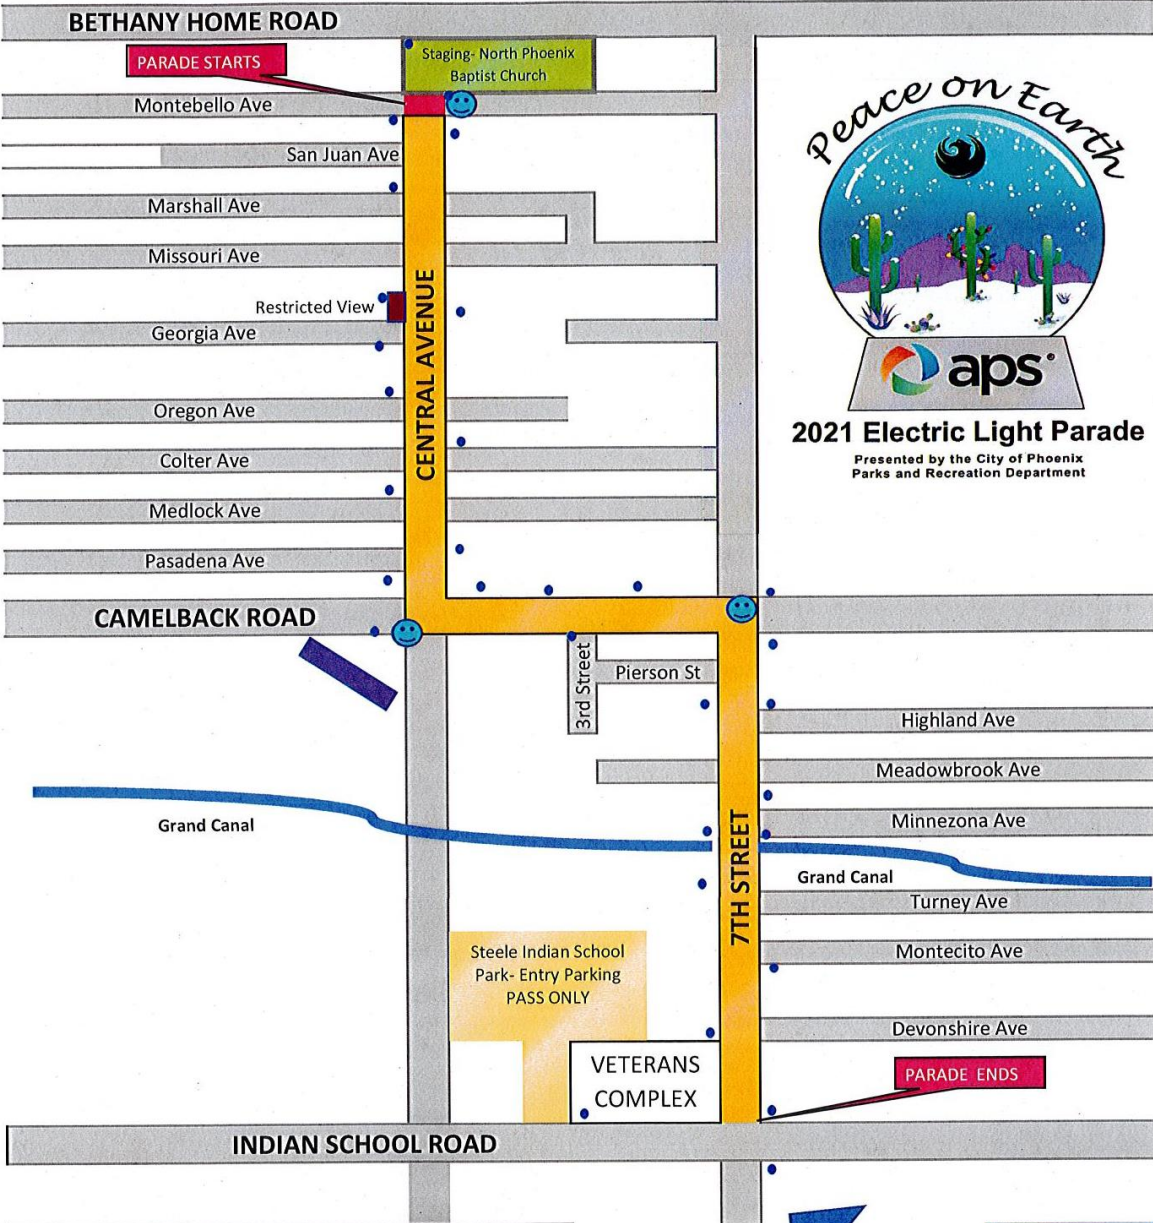 BETHANY HOME ROAD
PARADE STARTS
Staging- North Phoenix
Baptist Church
Montebello Ave
San Juan Ave
Marshall Ave
Missouri Ave
Restricted View
Georgia Ave
Oregon Ave
Colter Ave
Medlock Ave
Pasadena Ave
CENTRAL AVENUE
Peace on Earth
aps
2021 Electric Light Parade
Presented by the City of Phoenix
Parks and Recreation Department
CAMELBACK ROAD
3rd Street
Pierson St
Highland Ave
Meadowbrook Ave
Minnezona Ave
Grand Canal
Grand Canal
7TH STREET
Turney Ave
Montecito Ave
Devonshire Ave
Steele Indian School
Park- Entry Parking
PASS ONLY
VETERANS
COMPLEX
PARADE ENDS
INDIAN SCHOOL ROAD